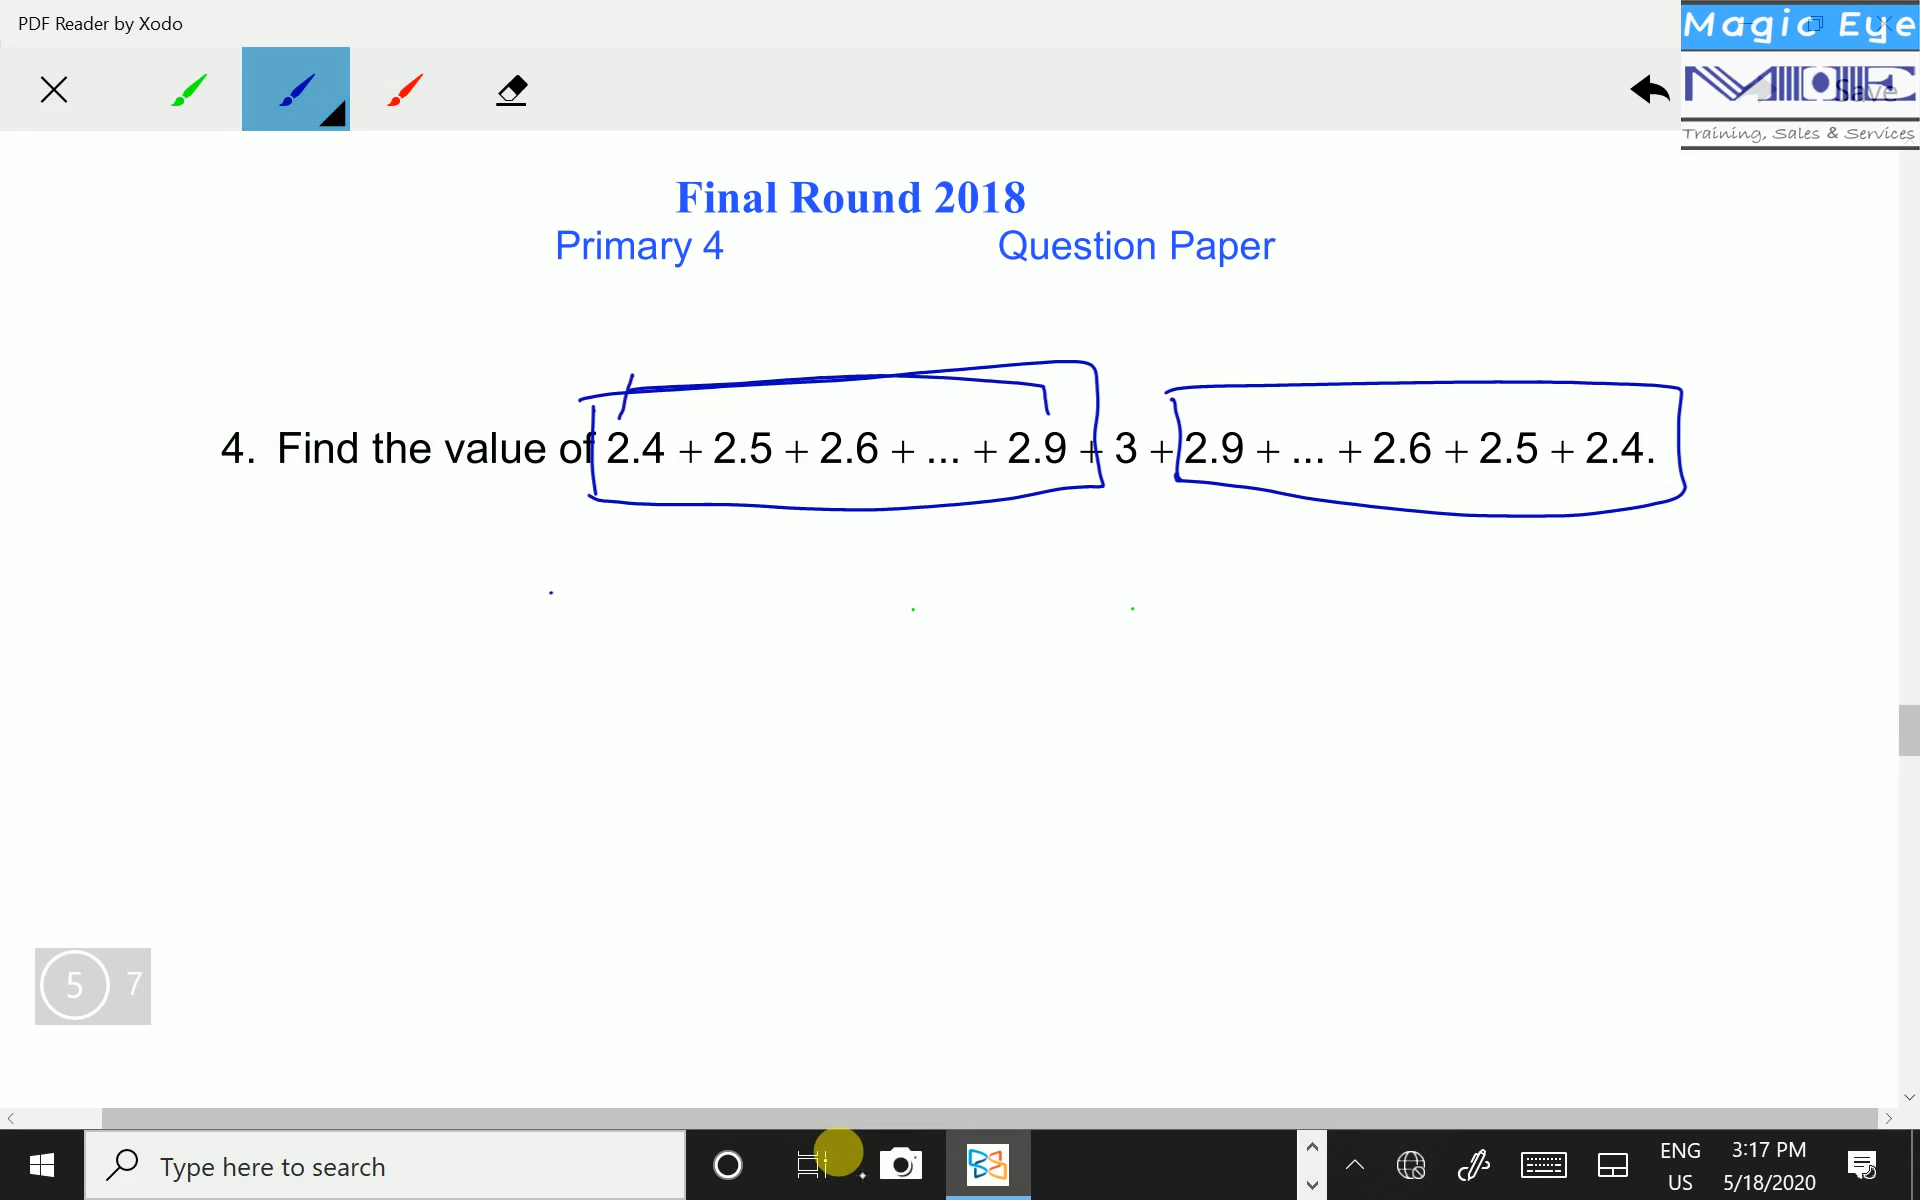 PDF Reader by Xodo
Magic Eye
MOE
Save
Training, Sales & Services
Final Round 2018
Primary 4 Question Paper
4. Find the value of 2.4 + 2.5 + 2.6 + ... + 2.9 + 3 + 2.9 + ... + 2.6 + 2.5 + 2.4.
5 7
Type here to search
ENG 3:17 PM
US 5/18/2020